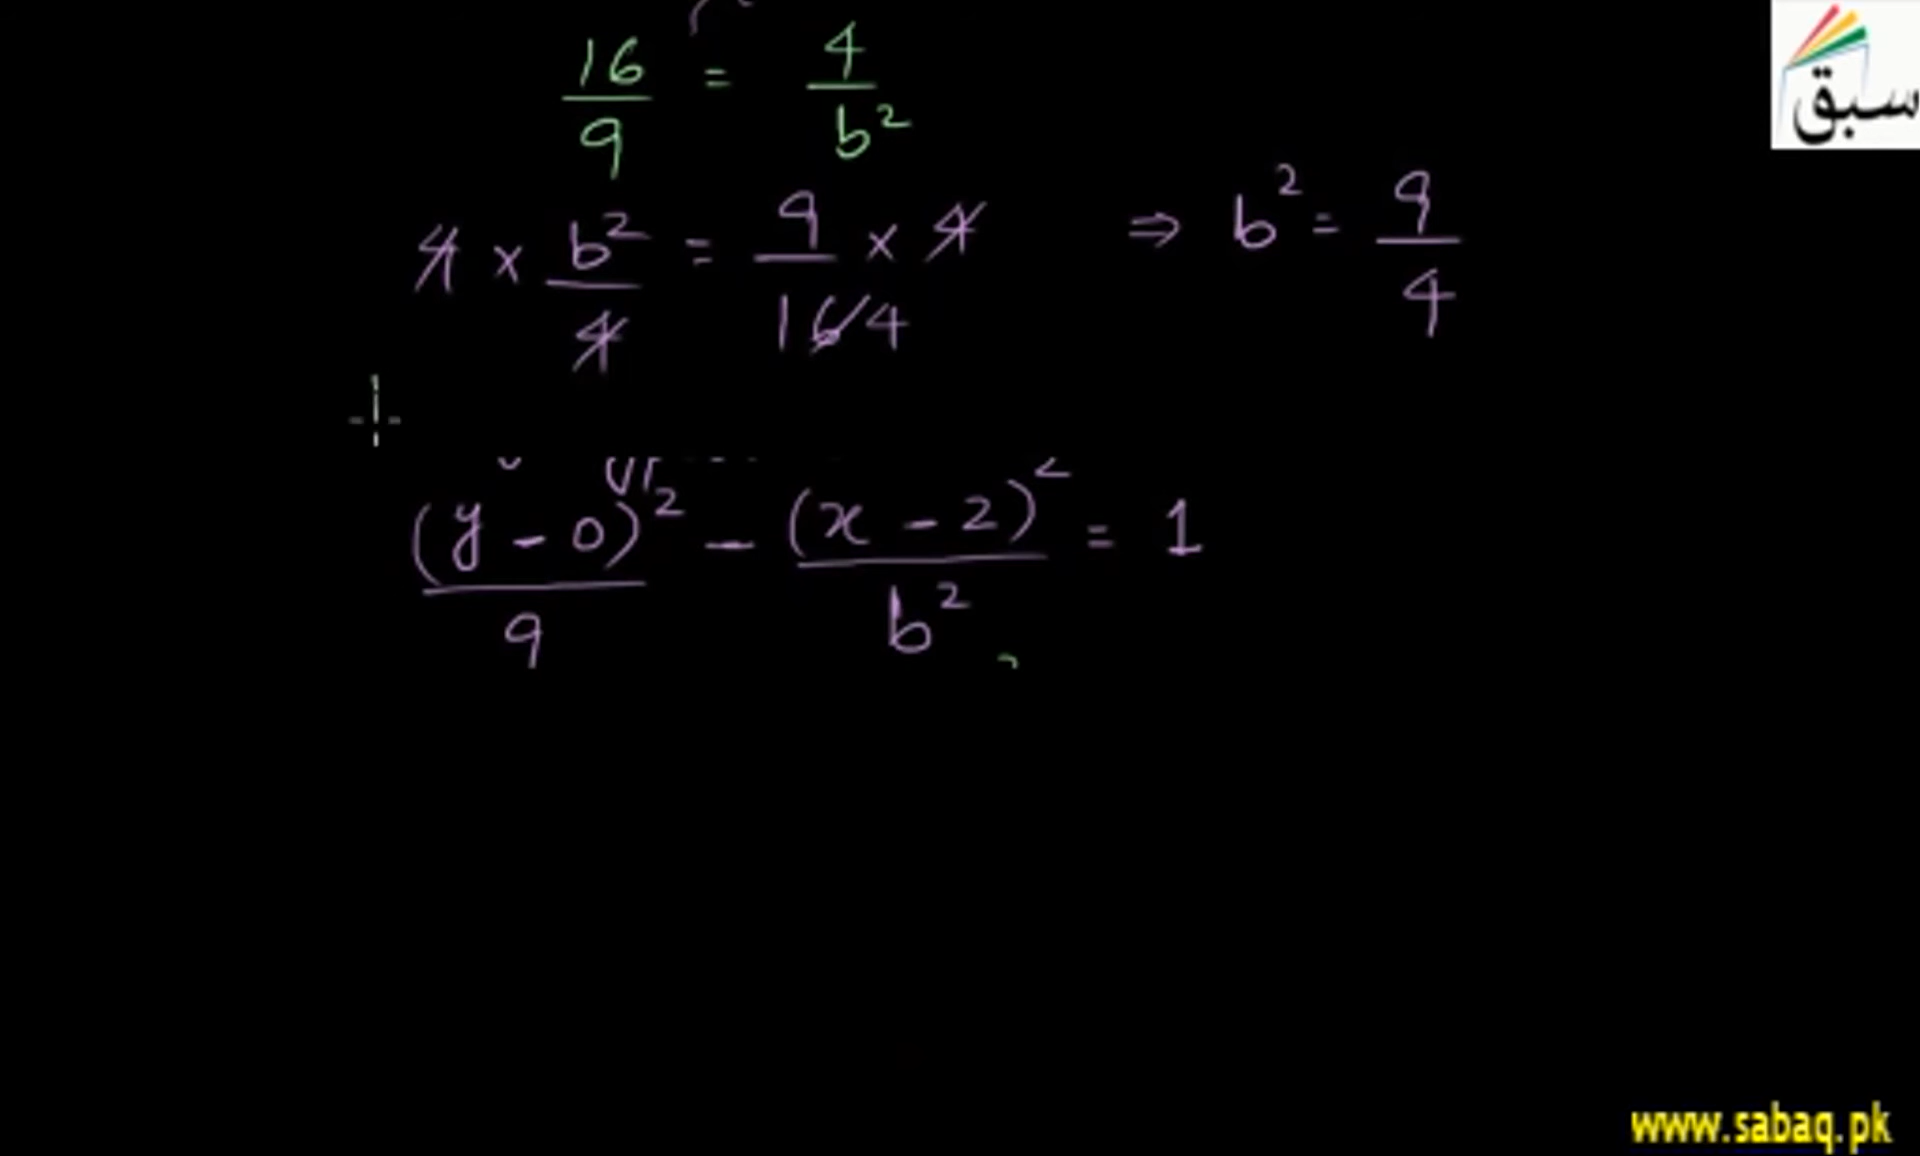 سبق
16/9 = 4/b²
4 × b²/4 = 9/16 4 × 4 ⇒ b² = 9/4
(y - 0)²/9 - (x - 2)²/b² = 1
www.sabaq.pk